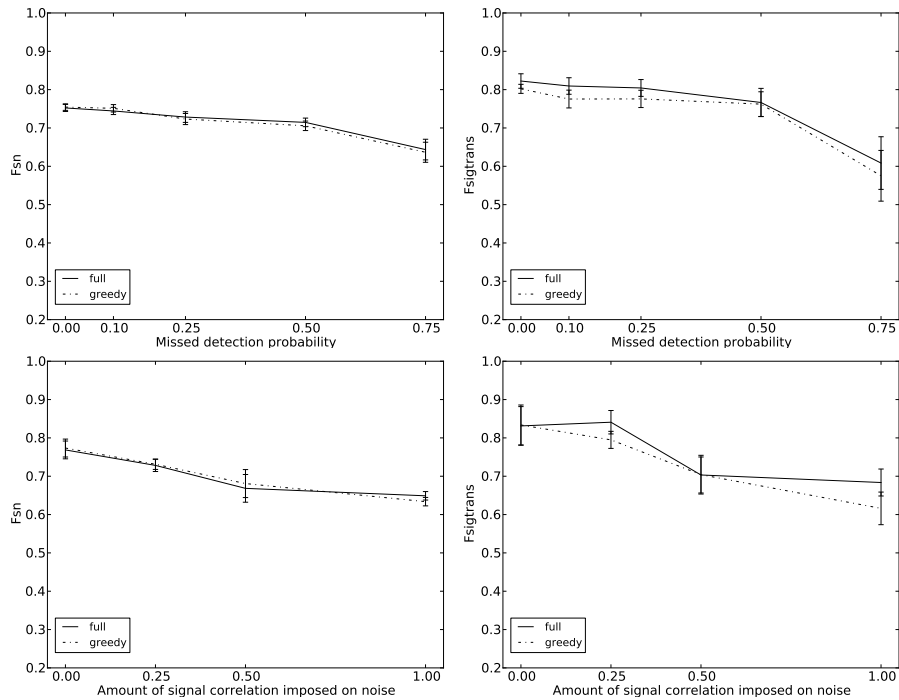 1.0
0.9
0.8
0.7
0.6
0.5
0.4
0.3
0.2
Fsn
full
greedy
0.00 0.10 0.25 0.50 0.75
Missed detection probability
1.0
0.9
0.8
0.7
0.6
0.5
0.4
0.3
0.2
Fsigtrans
full
greedy
0.00 0.10 0.25 0.50 0.75
Missed detection probability
1.0
0.9
0.8
0.7
0.6
0.5
0.4
0.3
0.2
Fsn
full
greedy
0.00 0.25 0.50 1.00
Amount of signal correlation imposed on noise
1.0
0.9
0.8
0.7
0.6
0.5
0.4
0.3
0.2
Fsigtrans
full
greedy
0.00 0.25 0.50 1.00
Amount of signal correlation imposed on noise